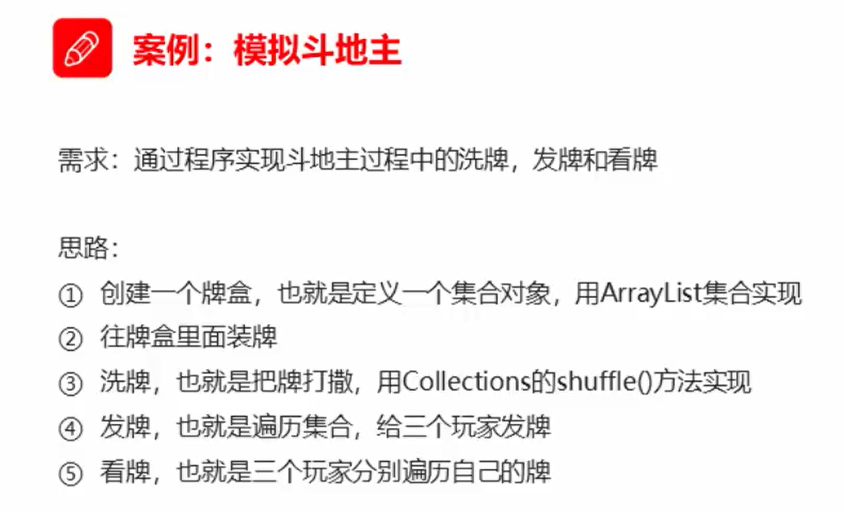 案例：模拟斗地主
需求：通过程序实现斗地主过程中的洗牌，发牌和看牌
思路：
① 创建一个牌盒，也就是定义一个集合对象，用ArrayList集合实现
② 往牌盒里面装牌
③ 洗牌，也就是把牌打撒，用Collections的shuffle()方法实现
④ 发牌，也就是遍历集合，给三个玩家发牌
⑤ 看牌，也就是三个玩家分别遍历自己的牌